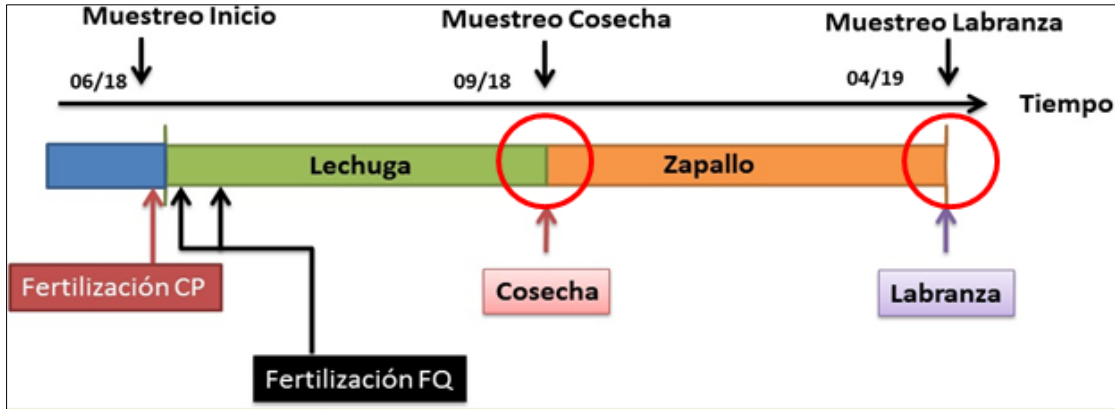 Muestreo Inicio
Muestreo Cosecha
Muestreo Labranza
06/18
09/18
04/19
Tiempo
Lechuga
Zapallo
Fertilización CP
Cosecha
Labranza
Fertilización FQ